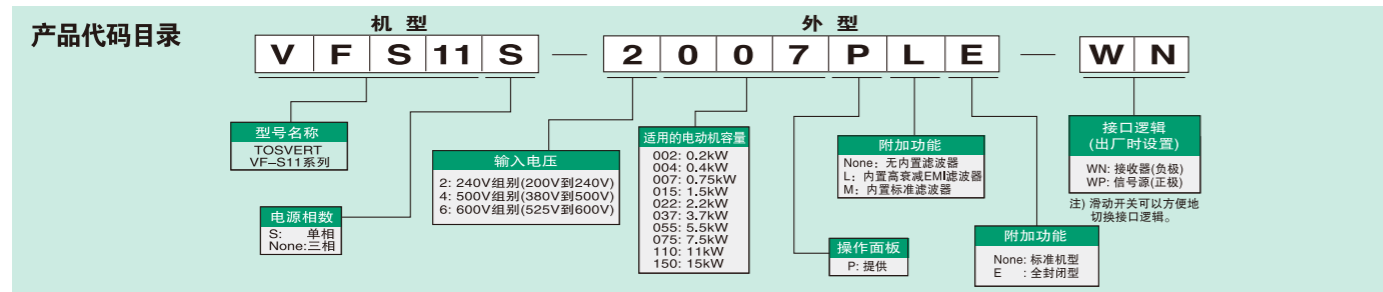 产品代码目录
机 型
外 型
V F S 11 S — 2 0 0 7 P L E — W N
型号名称
TOSVERT
VF–S11系列
电源相数
S: 单相
None:三相
输入电压
2: 240V组别(200V到240V)
4: 500V组别(380V到500V)
6: 600V组别(525V到600V)
适用的电动机容量
002: 0.2kW
004: 0.4kW
007: 0.75kW
015: 1.5kW
022: 2.2kW
037: 3.7kW
055: 5.5kW
075: 7.5kW
110: 11kW
150: 15kW
操作面板
P: 提供
附加功能
None：无内置滤波器
L：内置高衰减EMI滤波器
M：内置标准滤波器
附加功能
None: 标准机型
E : 全封闭型
接口逻辑
(出厂时设置)
WN: 接收器(负极)
WP: 信号源(正极)
注) 滑动开关可以方便地
切换接口逻辑。